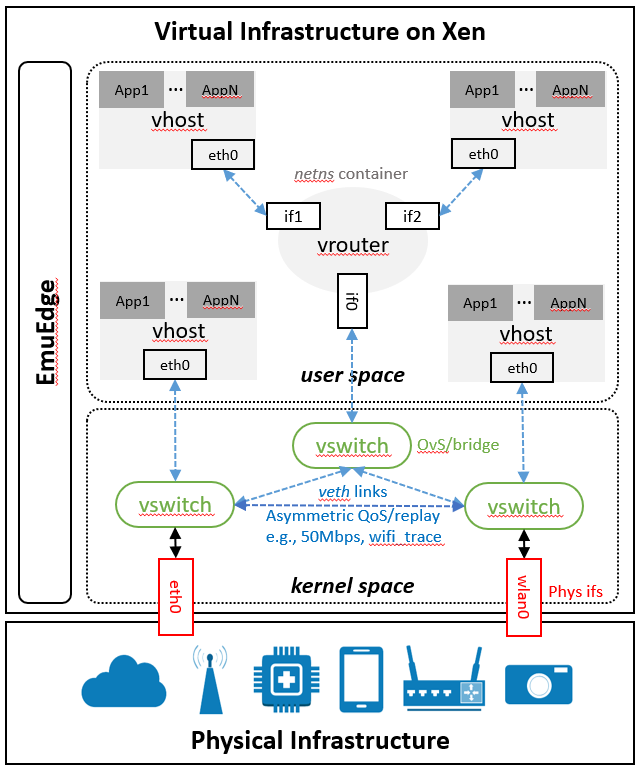 Virtual Infrastructure on Xen
EmuEdge
App1 ... AppN
vhost
eth0
App1 ... AppN
vhost
eth0
netns container
if1
if2
vrouter
if0
App1 ... AppN
vhost
eth0
App1 ... AppN
vhost
eth0
user space
vswitch
OvS/bridge
vswitch
veth links
Asymmetric QoS/replay
e.g., 50Mbps, wifi_trace
vswitch
eth0
kernel space
wlan0
Phys ifs
Physical Infrastructure